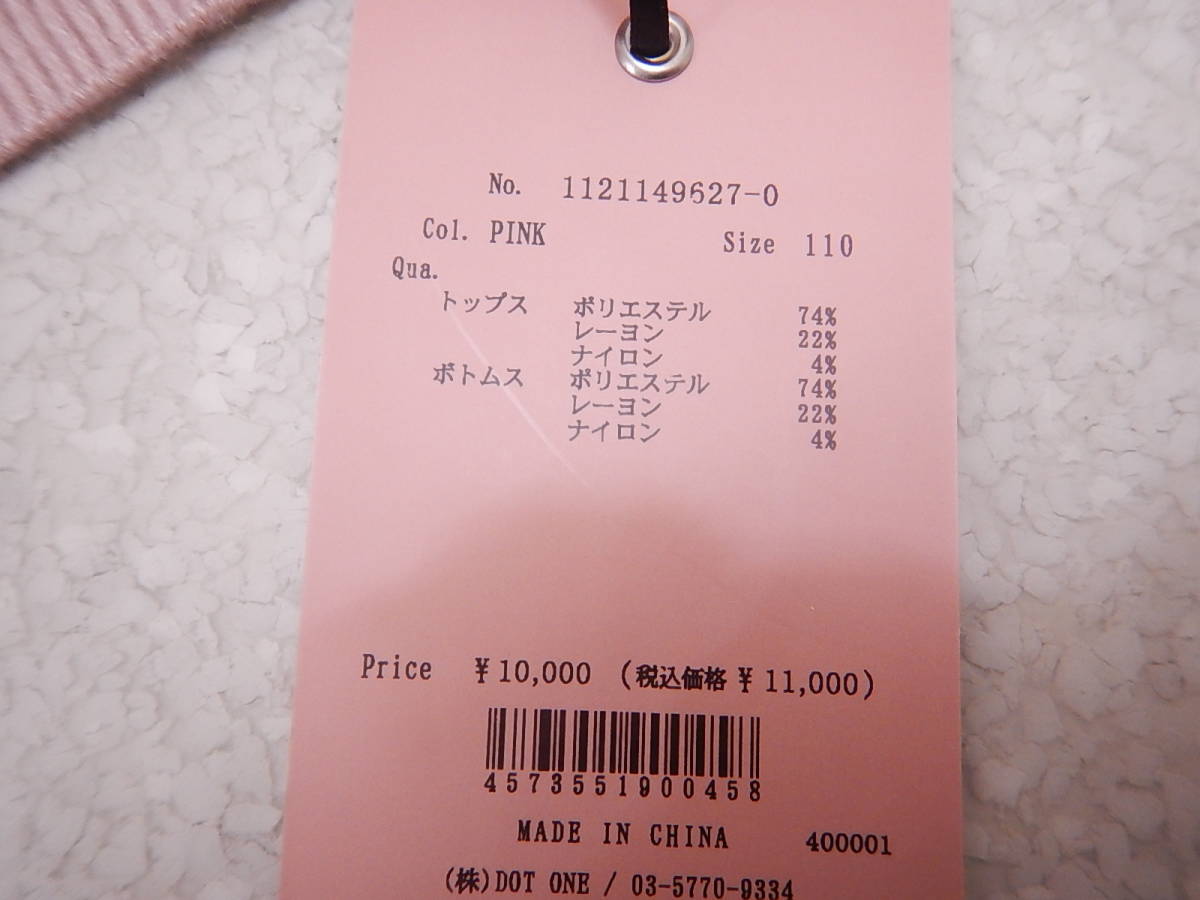 No. 1121149627-0
Col. PINK Size 110
Qua.
トップス ポリエステル 74%
レーヨン 22%
ナイロン 4%
ボトムス ポリエステル 74%
レーヨン 22%
ナイロン 4%
Price ¥10,000 (税込価格¥11,000)
4573551900458
MADE IN CHINA 400001
(株)DOT ONE / 03-5770-9334